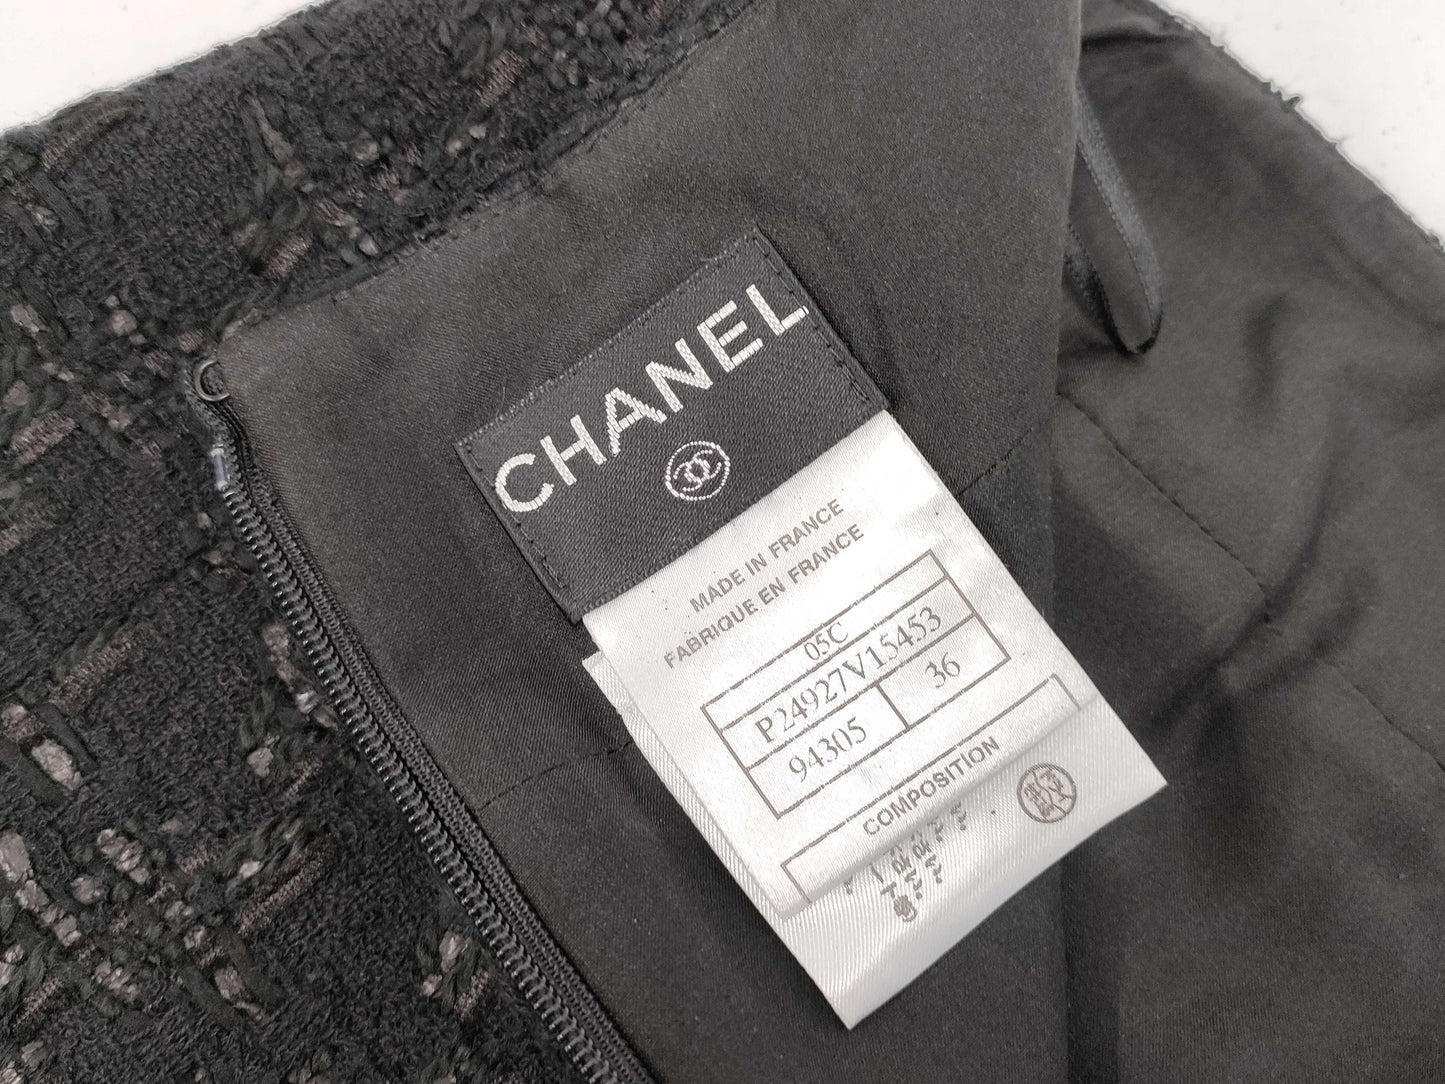 CHANEL
MADE IN FRANCE
FABRIQUE EN FRANCE
05C
P24927V15453
94305 36
COMPOSITION